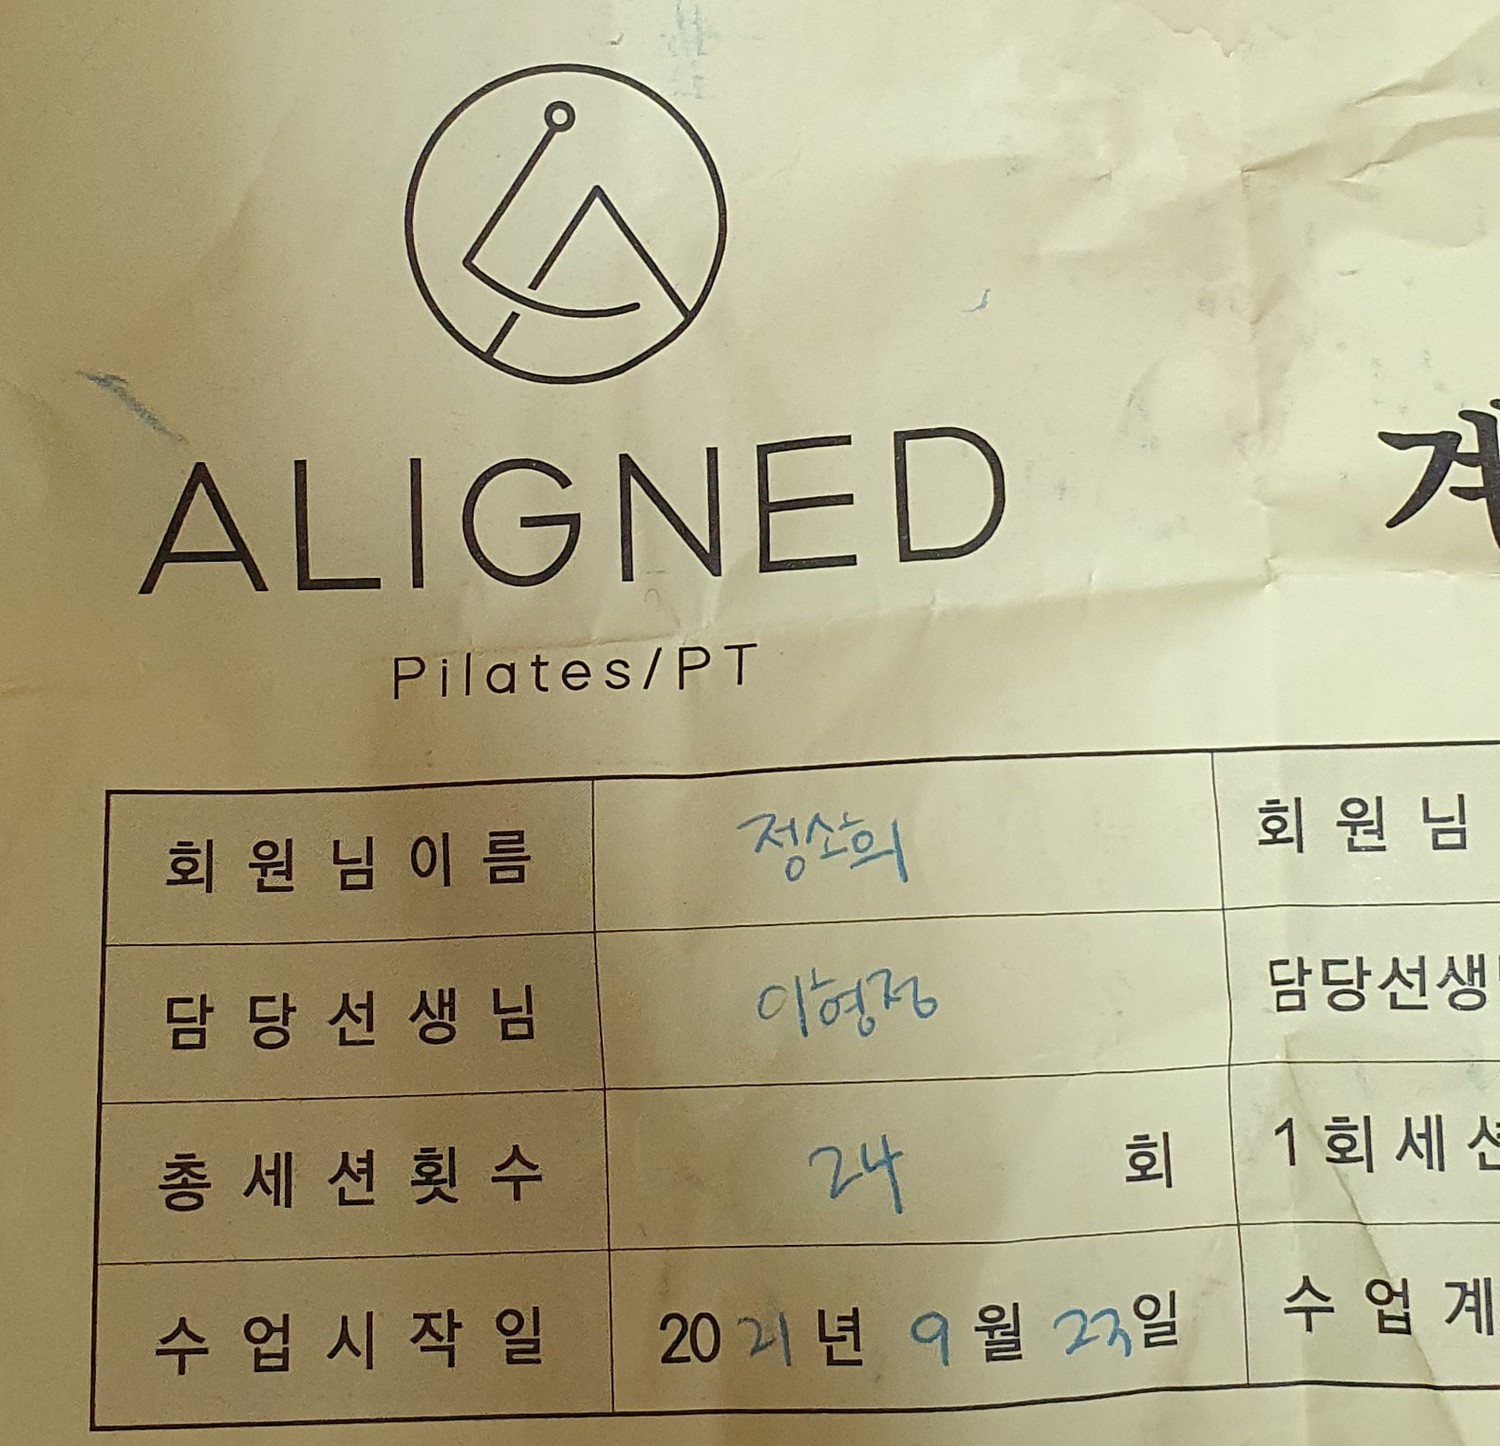 ALIGNED
Pilates/PT
회원님이름 정소희 회원님
담당선생님 이형정 담당선생
총세션횟수 24 회 1회세션
수업시작일 2021년 9월 23일 수업계